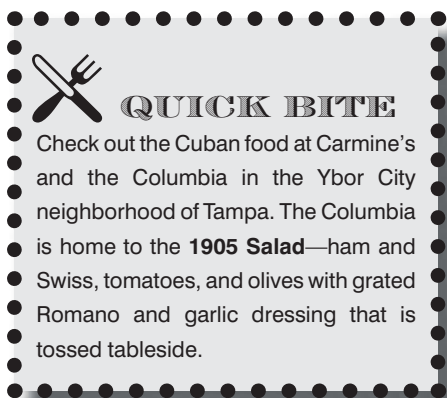 QUICK BITE
Check out the Cuban food at Carmine's
and the Columbia in the Ybor City
neighborhood of Tampa. The Columbia
is home to the 1905 Salad—ham and
Swiss, tomatoes, and olives with grated
Romano and garlic dressing that is
tossed tableside.